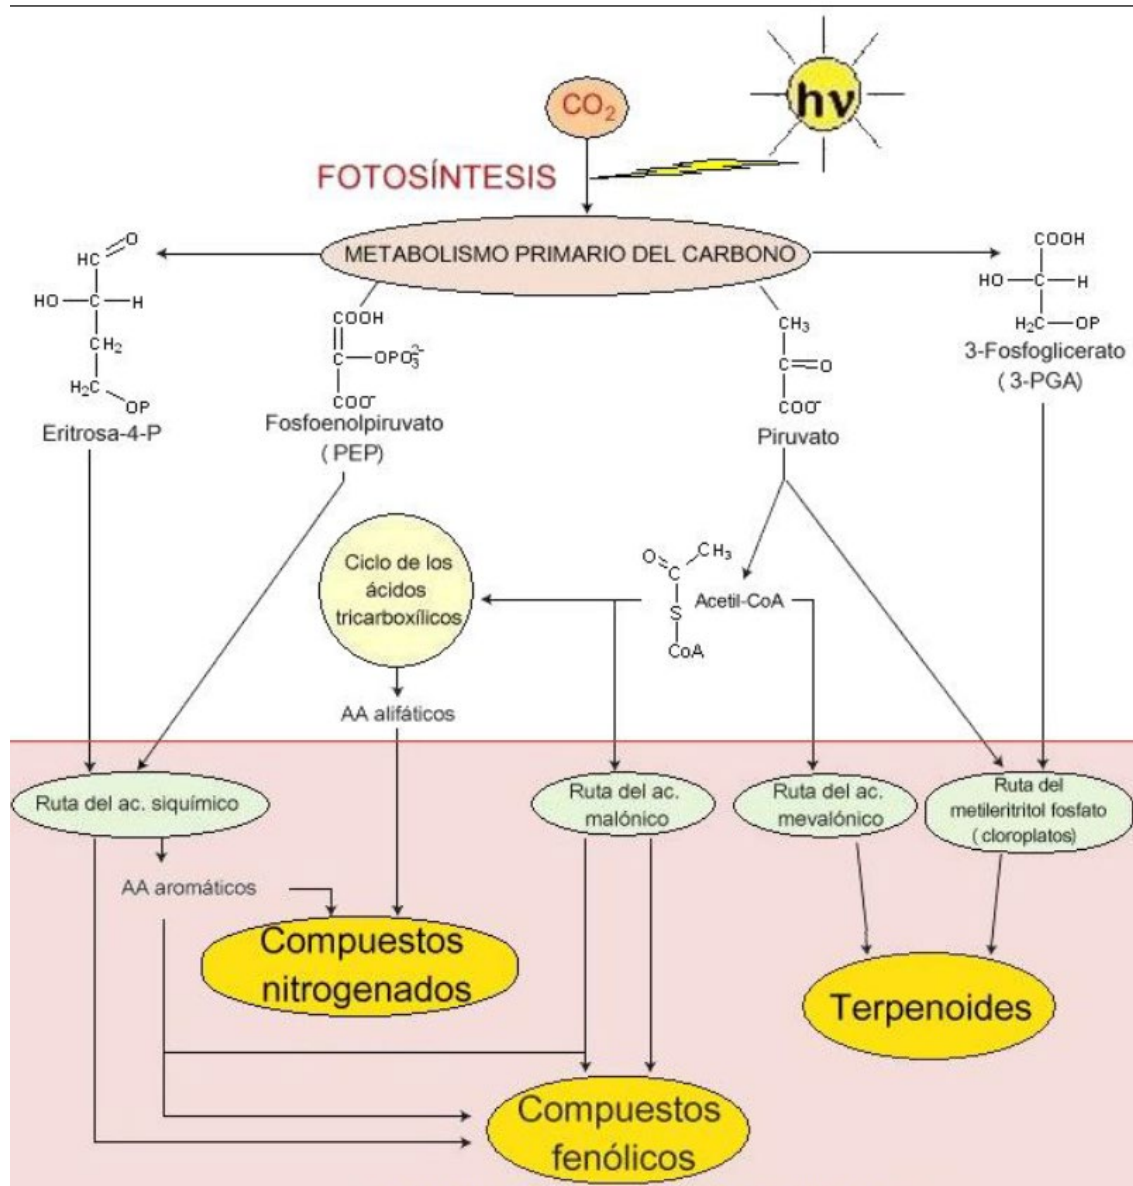 CO2
hν
FOTOSÍNTESIS
METABOLISMO PRIMARIO DEL CARBONO
O
HC
HO C H
CH2
H2C
OP
Eritrosa-4-P
COOH
C OPO3 2-
COO-
Fosfoenolpiruvato
( PEP)
CH3
C=O
COO-
Piruvato
COOH
HO C H
H2C OP
3-Fosfoglicerato
( 3-PGA)
Ciclo de los
ácidos
tricarboxílicos
O CH3
C
S
CoA
Acetil-CoA
AA alifáticos
Ruta del ac. siquímico
Ruta del ac.
malónico
Ruta del ac.
mevalónico
Ruta del
metileritritol fosfato
( cloroplatos)
AA aromáticos
Compuestos
nitrogenados
Terpenoides
Compuestos
fenólicos